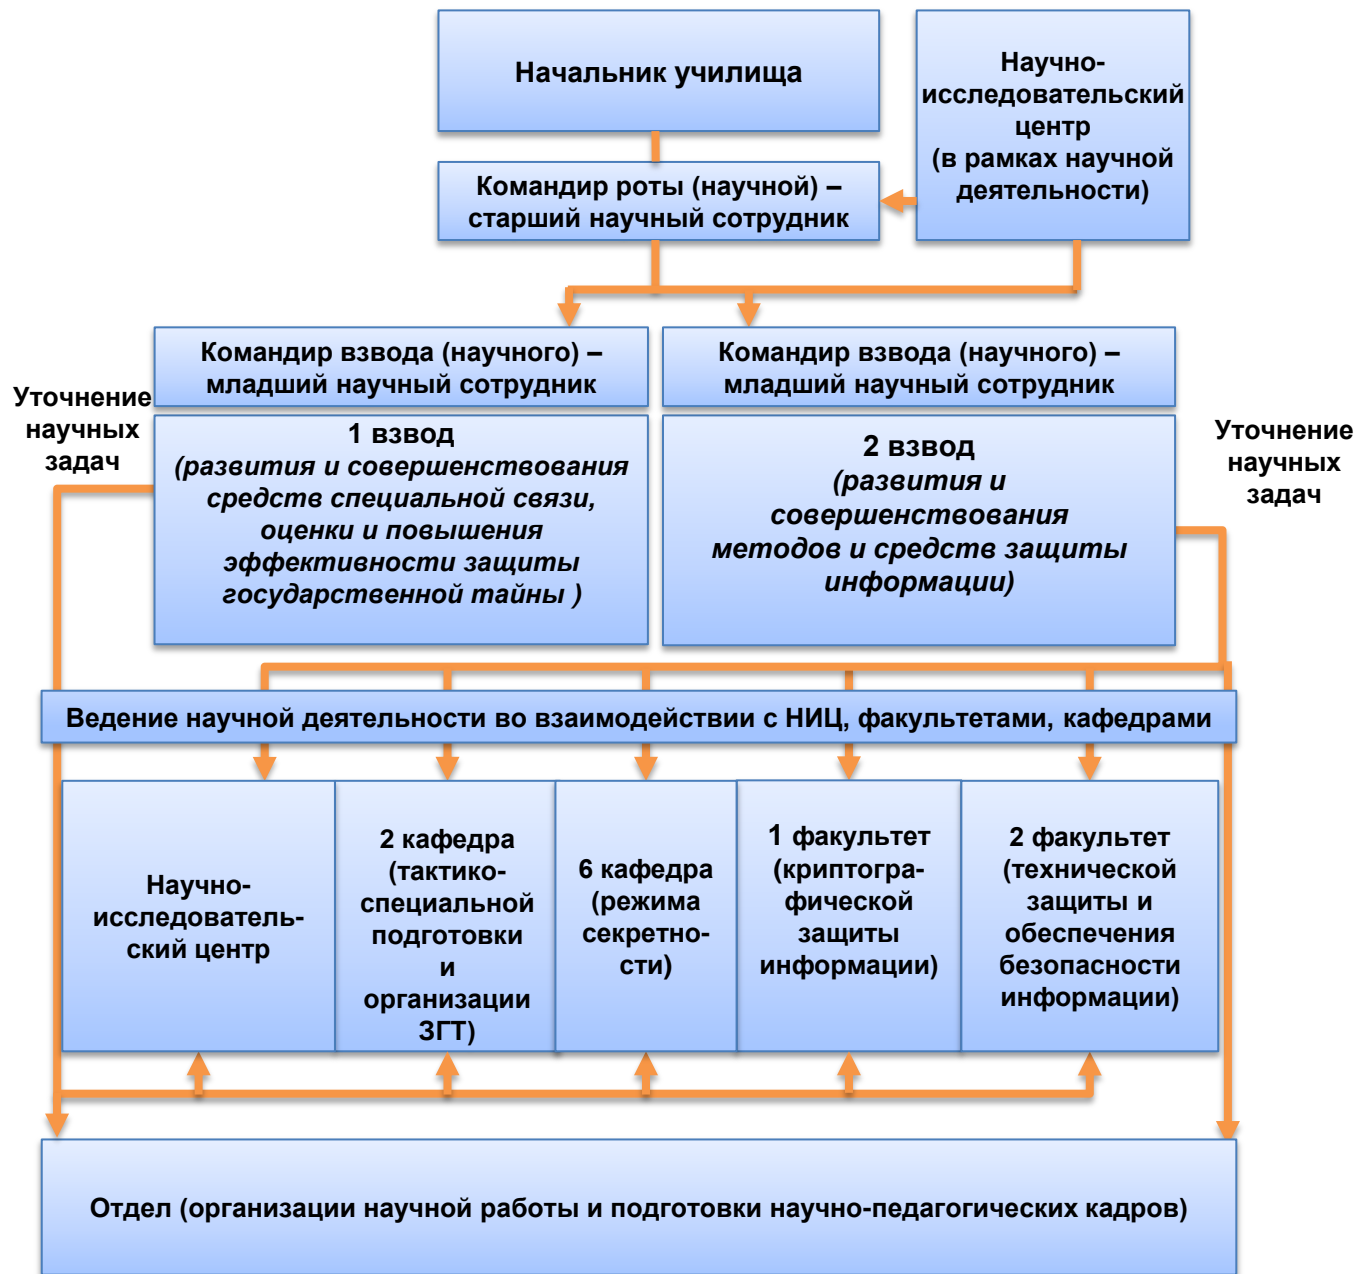 Начальник училища
Научно-
исследовательский
центр
(в рамках научной
деятельности)
Командир роты (научной) –
старший научный сотрудник
Командир взвода (научного) –
младший научный сотрудник
Командир взвода (научного) –
младший научный сотрудник
Уточнение
научных
задач
1 взвод
(развития и совершенствования
средств специальной связи,
оценки и повышения
эффективности защиты
государственной тайны )
2 взвод
(развития и
совершенствования
методов и средств защиты
информации)
Уточнение
научных
задач
Ведение научной деятельности во взаимодействии с НИЦ, факультетами, кафедрами
Научно-
исследователь-
ский центр
2 кафедра
(тактико-
специальной
подготовки
и
организации
ЗГТ)
6 кафедра
(режима
секретно-
сти)
1 факультет
(криптогра-
фической
защиты
информации)
2 факультет
(технической
защиты и
обеспечения
безопасности
информации)
Отдел (организации научной работы и подготовки научно-педагогических кадров)